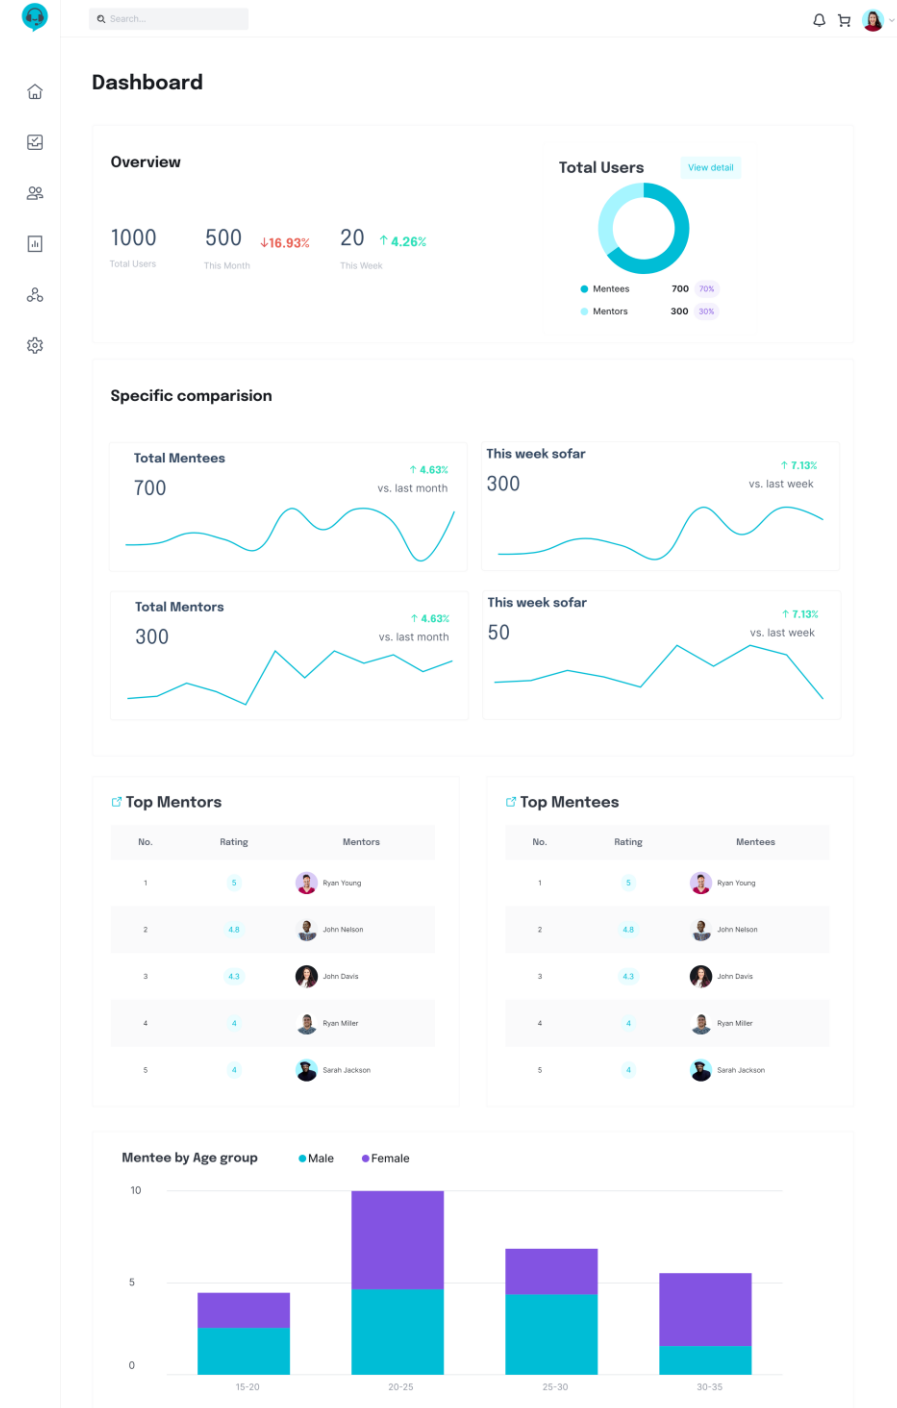 Search...
Dashboard
Overview
Total Users
View detail
1000
500
↓16.93%
20
↑ 4.26%
Total Users
This Month
This Week
Mentees 700 70%
Mentors 300 30%
Specific comparision
Total Mentees
700
↑ 4.63%
vs. last month
This week sofar
300
↑ 7.13%
vs. last week
Total Mentors
300
↑ 4.63%
vs. last month
This week sofar
50
↑ 7.13%
vs. last week
Top Mentors
No. Rating Mentors
1 5 Ryan Young
2 4.8 John Nelson
3 4.3 John Davis
4 4 Ryan Miller
5 4 Sarah Jackson
Top Mentees
No. Rating Mentees
1 5 Ryan Young
2 4.8 John Nelson
3 4.3 John Davis
4 4 Ryan Miller
5 4 Sarah Jackson
Mentee by Age group
Male
Female
10
5
0
15-20 20-25 25-30 30-35